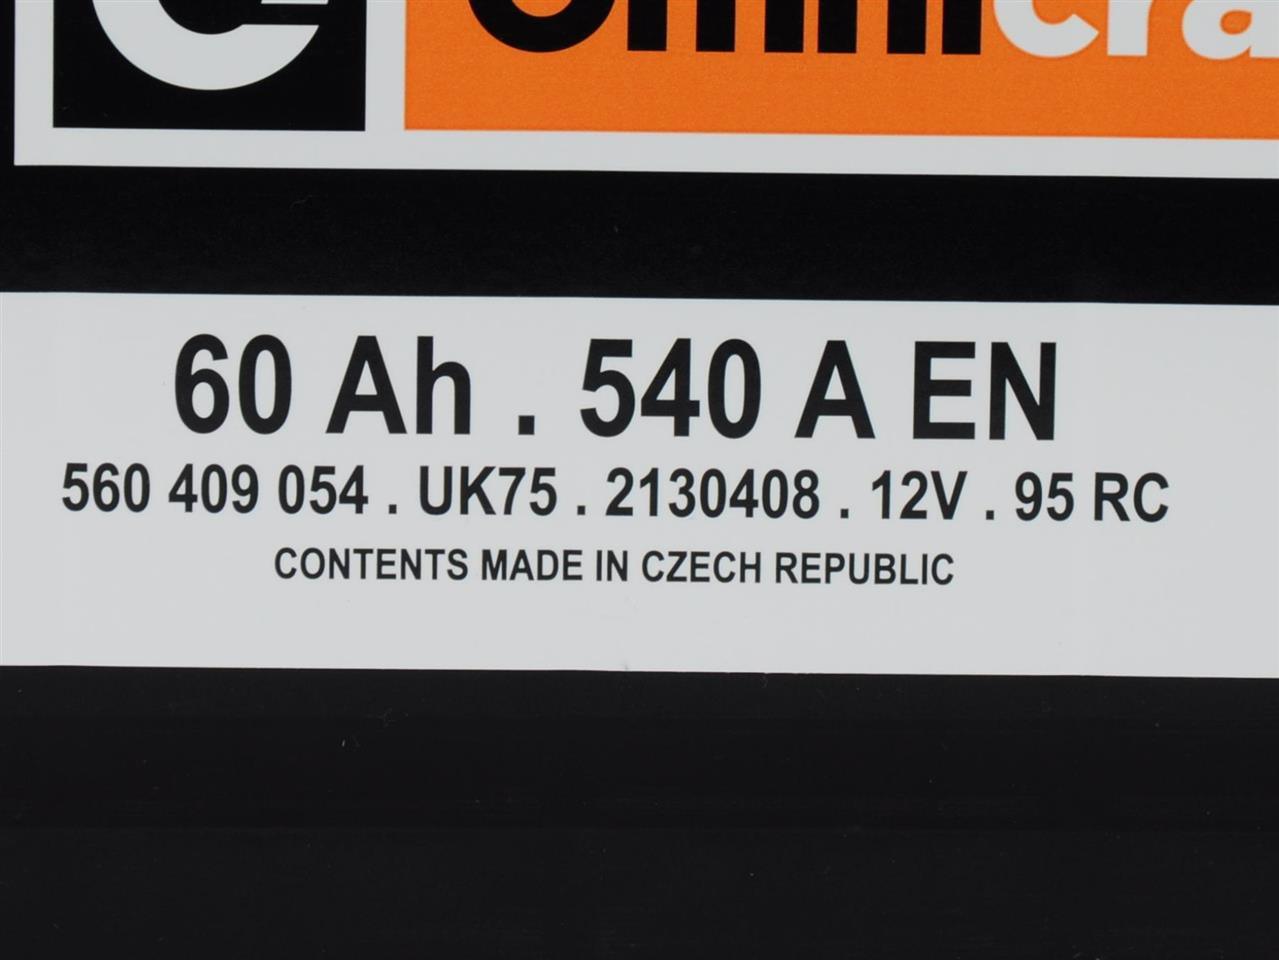 60 Ah . 540 A EN
560 409 054 . UK75 . 2130408 . 12V . 95 RC
CONTENTS MADE IN CZECH REPUBLIC